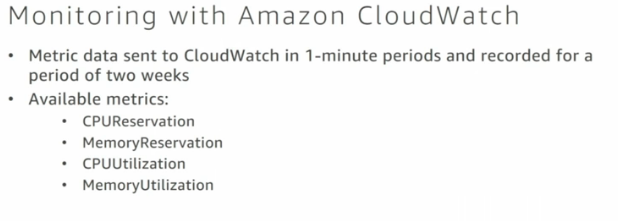 Monitoring with Amazon CloudWatch
• Metric data sent to CloudWatch in 1-minute periods and recorded for a
period of two weeks
• Available metrics:
• CPUReservation
• MemoryReservation
• CPUUtilization
• MemoryUtilization